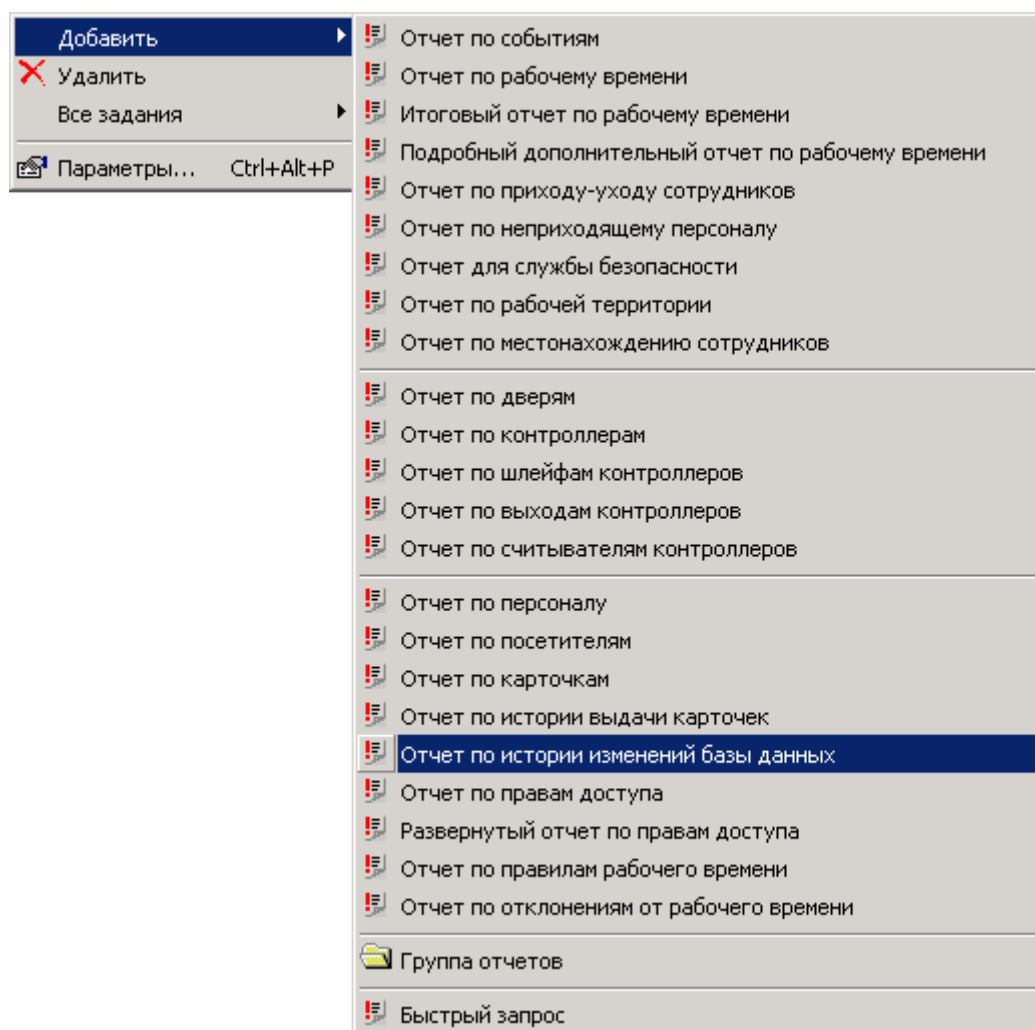 Добавить
Удалить
Все задания
Параметры... Ctrl+Alt+P
Отчет по событиям
Отчет по рабочему времени
Итоговый отчет по рабочему времени
Подробный дополнительный отчет по рабочему времени
Отчет по приходу-уходу сотрудников
Отчет по неприходящему персоналу
Отчет для службы безопасности
Отчет по рабочей территории
Отчет по местонахождению сотрудников
Отчет по дверям
Отчет по контроллерам
Отчет по шлейфам контроллеров
Отчет по выходам контроллеров
Отчет по считывателям контроллеров
Отчет по персоналу
Отчет по посетителям
Отчет по карточкам
Отчет по истории выдачи карточек
Отчет по истории изменений базы данных
Отчет по правам доступа
Развернутый отчет по правам доступа
Отчет по правилам рабочего времени
Отчет по отклонениям от рабочего времени
Группа отчетов
Быстрый запрос